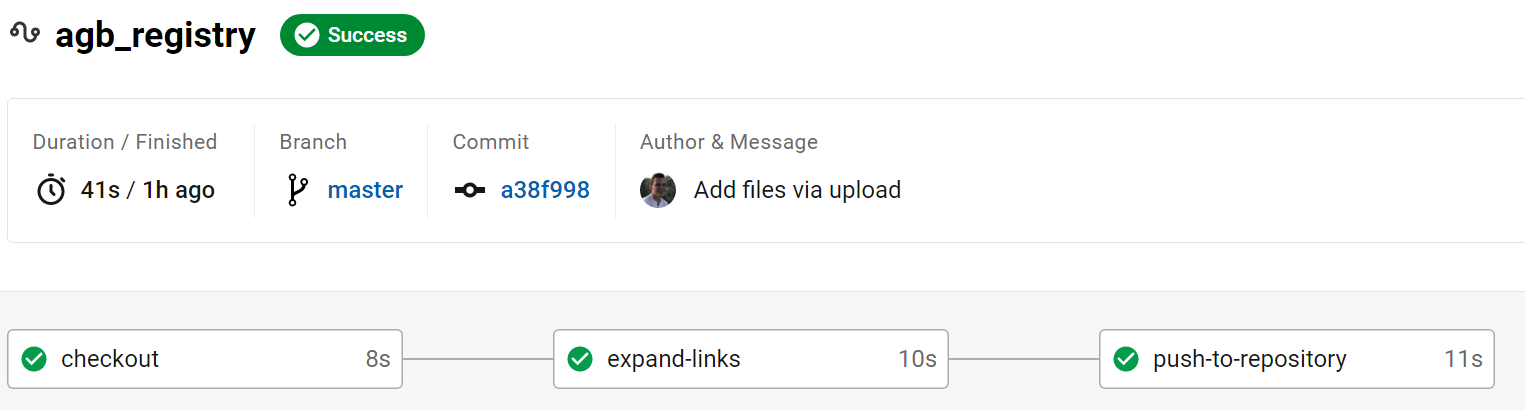 agb_registry Success
Duration / Finished Branch Commit Author & Message
41s / 1h ago master a38f998 Add files via upload
checkout 8s expand-links 10s push-to-repository 11s